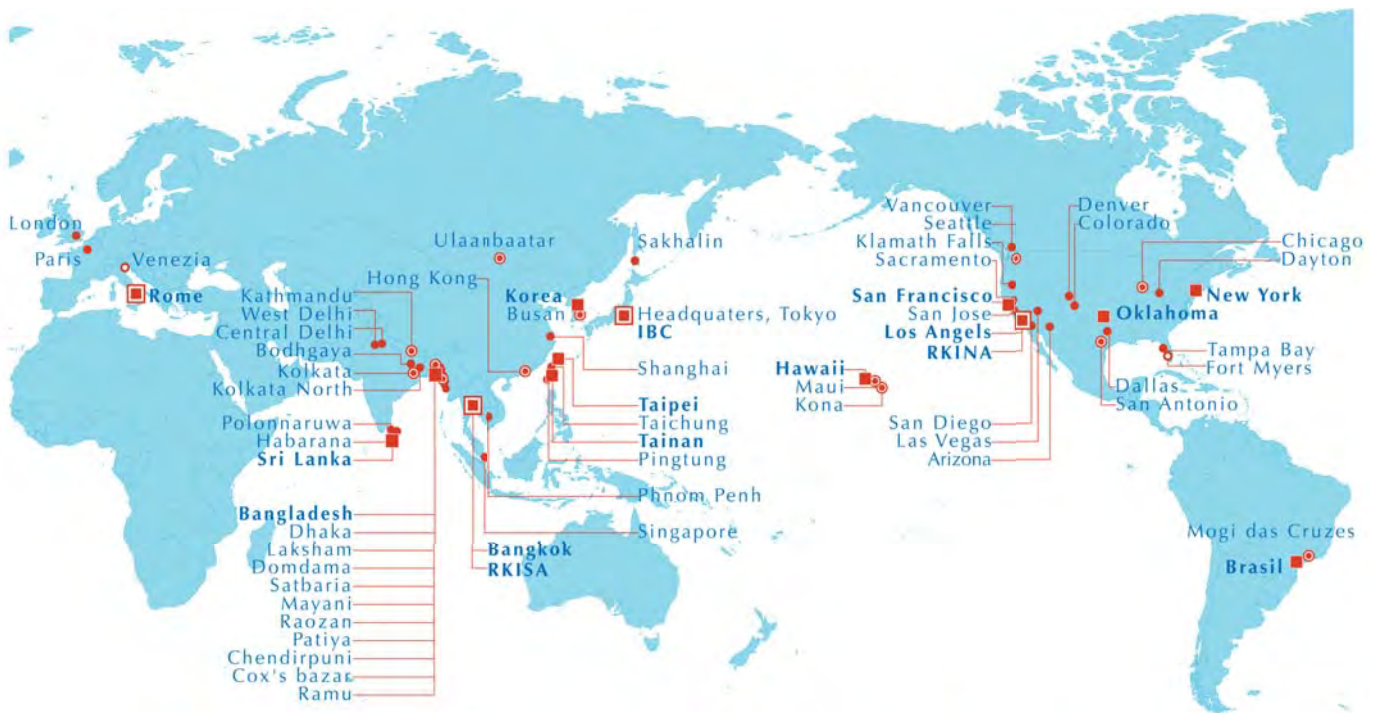 London
Paris
Venezia
Rome
Ulaanbaatar
Sakhalin
Hong Kong
Kathmandu
West Delhi
Central Delhi
Bodhgaya
Kolkata
Kolkata North
Korea
Busan
Headquaters, Tokyo
IBC
Shanghai
Polonnaruwa
Habarana
Sri Lanka
Taipei
Taichung
Tainan
Pingtung
Phnom Penh
Singapore
Bangkok
RKISA
Bangladesh
Dhaka
Laksham
Domdama
Satbaria
Mayani
Raozan
Patiya
Chendirpuni
Cox's bazar
Ramu
Vancouver
Seattle
Klamath Falls
Sacramento
San Francisco
San Jose
Los Angels
RKINA
Hawaii
Maui
Kona
San Diego
Las Vegas
Arizona
Denver
Colorado
Chicago
Dayton
New York
Oklahoma
Tampa Bay
Fort Myers
Dallas
San Antonio
Mogi das Cruzes
Brasil